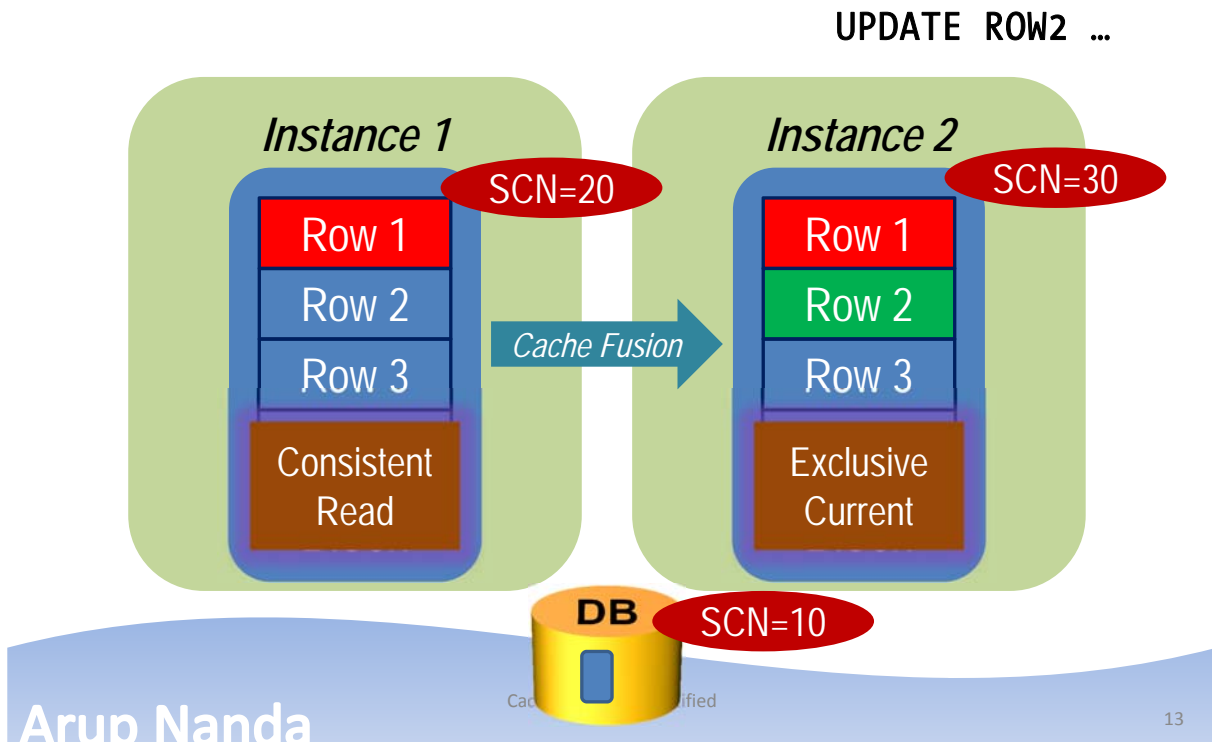 UPDATE ROW2 …
Instance 1
SCN=20
Row 1
Row 2
Row 3
Consistent
Read
Cache Fusion
Instance 2
SCN=30
Row 1
Row 2
Row 3
Exclusive
Current
DB
SCN=10
Arup Nanda
13